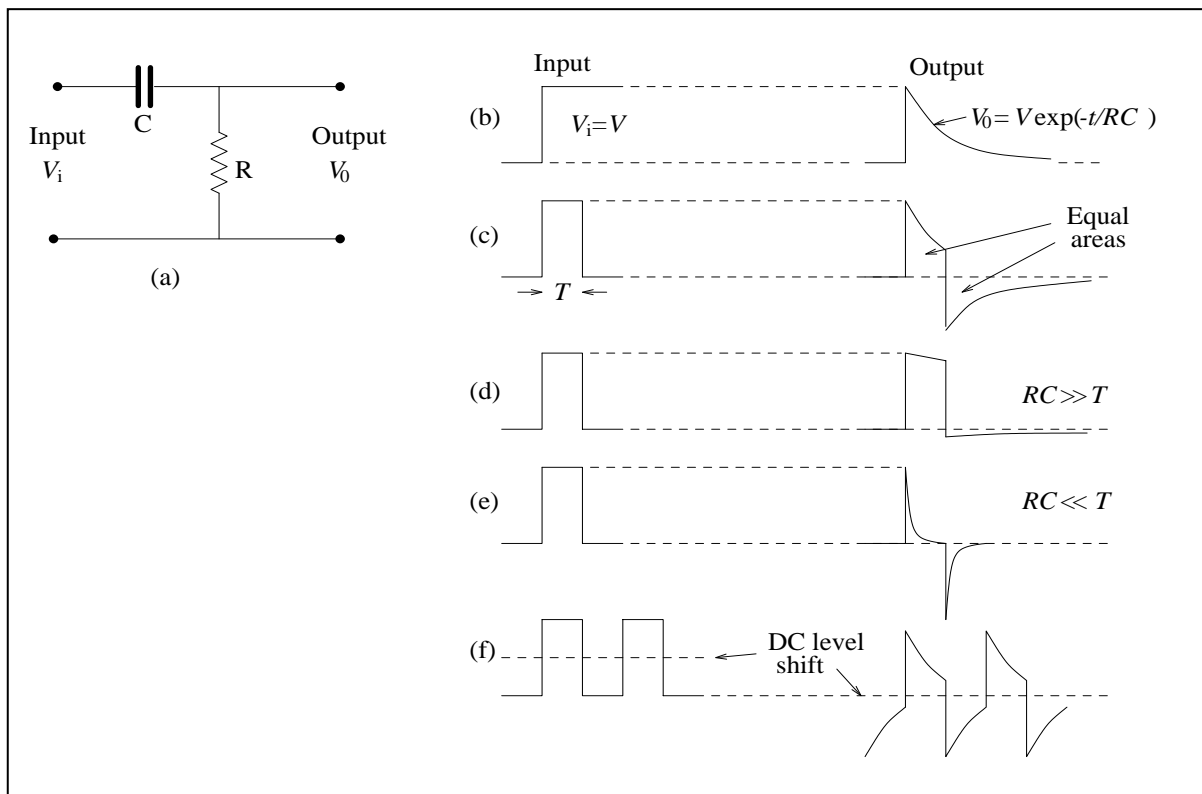 Input
V_i
C
R
Output
V_0
(a)
Input
Output
(b)
V_i=V
V_0= V exp(-t/RC )
(c)
T
Equal
areas
(d)
RC>>T
(e)
RC<< T
(f)
DC level
shift